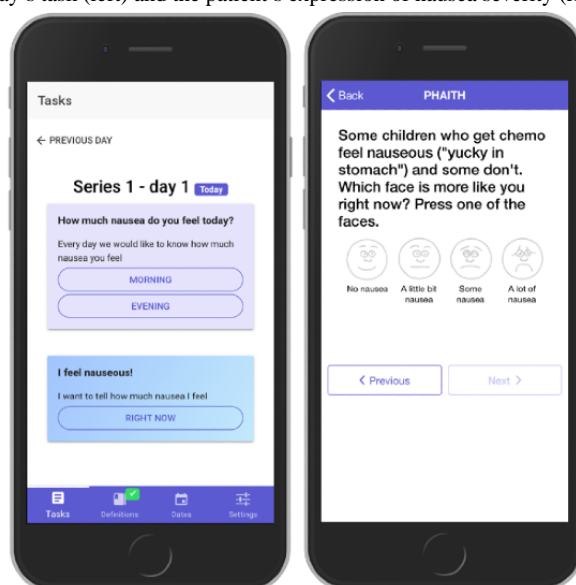 day's task (left) and the patient's expression of nausea severity
Tasks
← PREVIOUS DAY
Series 1 - day 1 Today
How much nausea do you feel today?
Every day we would like to know how much
nausea you feel
MORNING
EVENING
I feel nauseous!
I want to tell how much nausea I feel
RIGHT NOW
Tasks Definitions Dates Settings
Back PHAITH
Some children who get chemo
feel nauseous ("yucky in
stomach") and some don't.
Which face is more like you
right now? Press one of the
faces.
No nausea A little bit Some A lot of
nausea nausea nausea
Previous Next